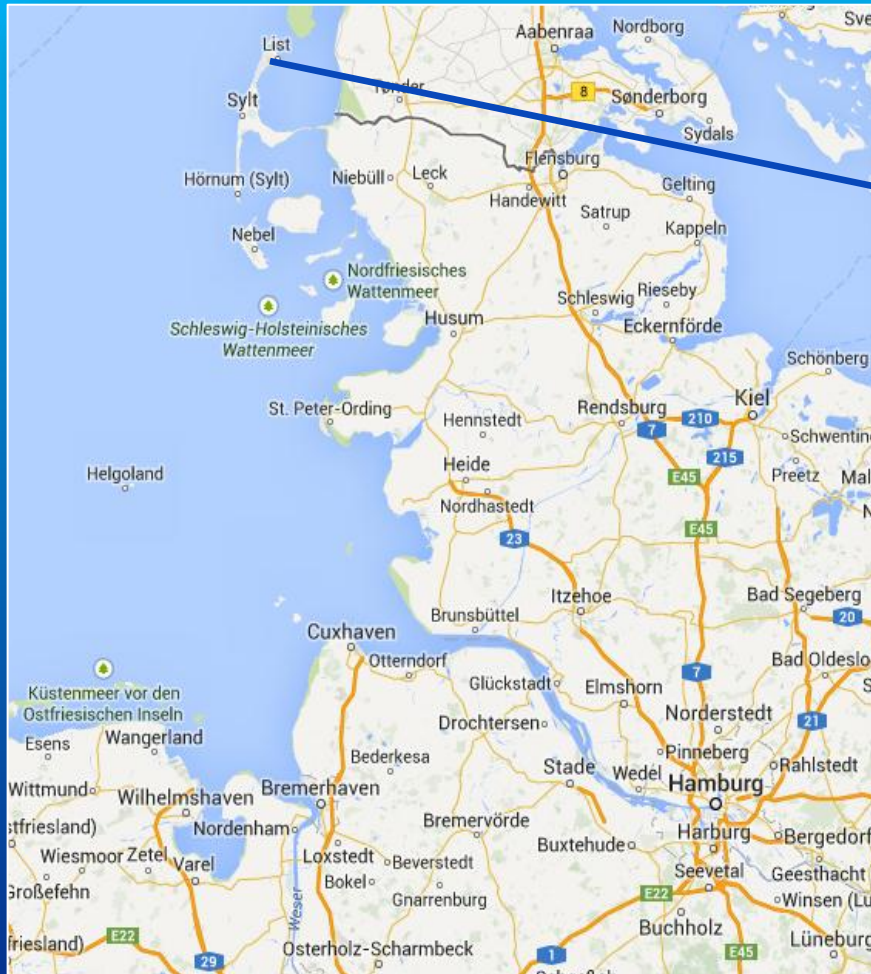 Sve
Nordborg
Aabenraa
List
Tønder
8
Sønderborg
Sylt
Sydals
Flensburg
Niebüll
Leck
Hörnum (Sylt)
Handewitt
Gelting
Satrup
Kappeln
Nebel
Nordfriesisches
Wattenmeer
Schleswig
Rieseby
Schleswig-Holsteinisches
Wattenmeer
Husum
Eckernförde
Schönberg
Kiel
St. Peter-Ording
Hennstedt
Rendsburg
210
7
215
Schwentine
Heide
Helgoland
E45
Preetz
Mal
Nordhastedt
N
23
E45
Itzehoe
Bad Segeberg
20
Brunsbüttel
Cuxhaven
Otterndorf
Bad Oldeslo
7
Küstenmeer vor den
Ostfriesischen Inseln
Glückstadt
Elmshorn
S
Norderstedt
21
Drochtersen
Esens
Wangerland
Pinneberg
Bederkesa
Rahlstedt
Stade
Wedel
Hamburg
Wittmund
Wilhelmshaven
Bremerhaven
stfriesland)
Nordenham
Bremervörde
Harburg
Bergedorf
Buxtehude
Wiesmoor
Zetel
Varel
Loxstedt
Beverstedt
Seevetal
Geesthacht
Großefehn
Bokel
Gnarrenburg
E22
Winsen (Lu
Weser
Buchholz
friesland)
E22
Osterholz-Scharmbeck
Lüneburg
29
1
E45